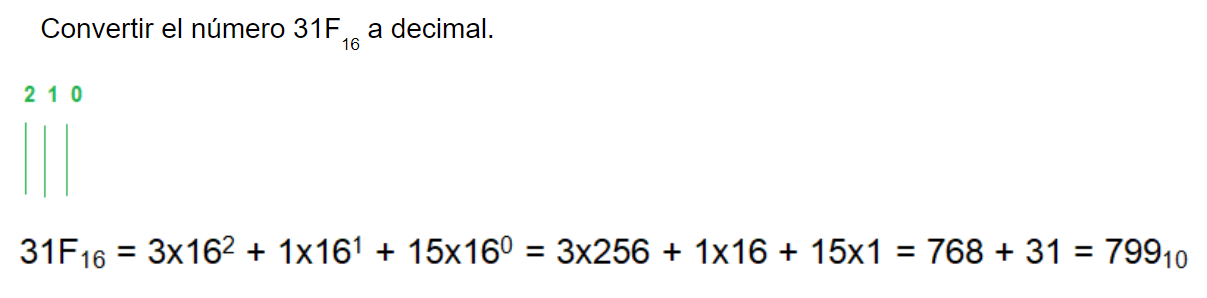 Convertir el número 31F₁₆ a decimal.
2 1 0
31F₁₆ = 3x16² + 1x16¹ + 15x16⁰ = 3x256 + 1x16 + 15x1 = 768 + 31 = 799₁₀